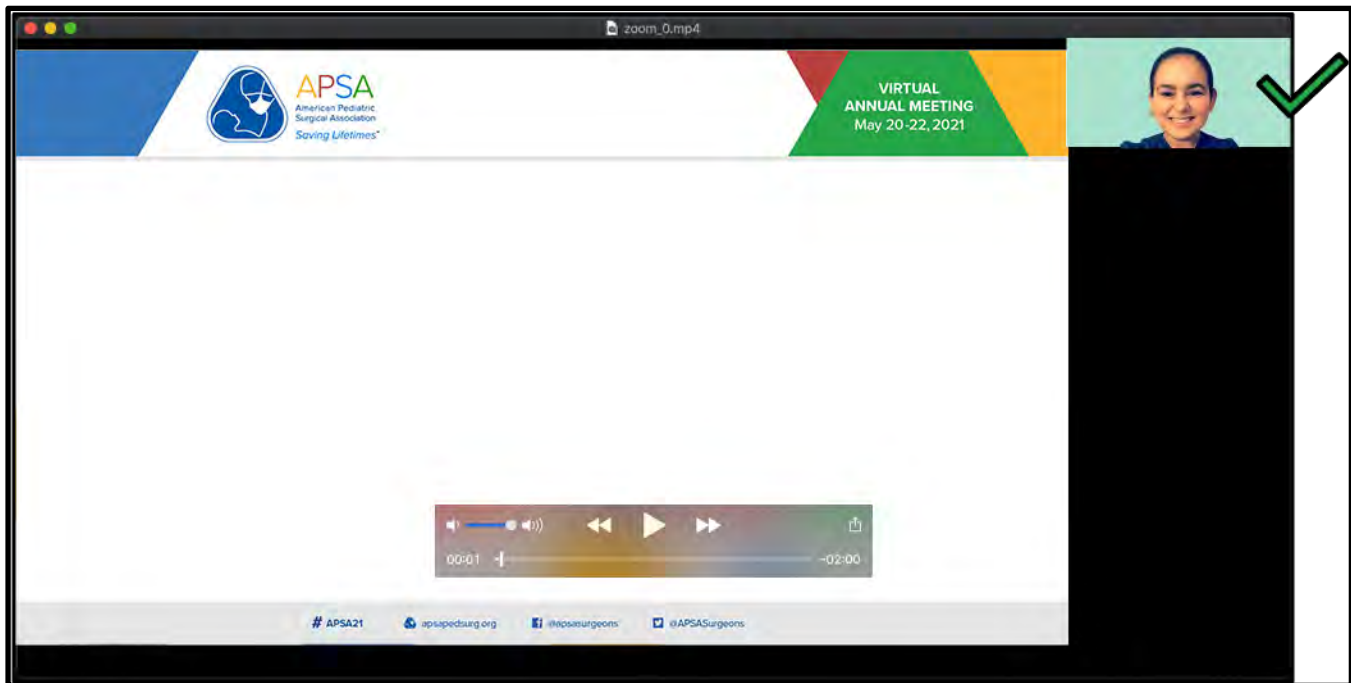 zoom_0.mp4
APSA
American Pediatric
Surgical Association
Saving Lifetimes®
VIRTUAL
ANNUAL MEETING
May 20-22, 2021
00:01
-02:00
# APSA21
apsapedsurg.org
@apsasurgeons
@APSASurgeons